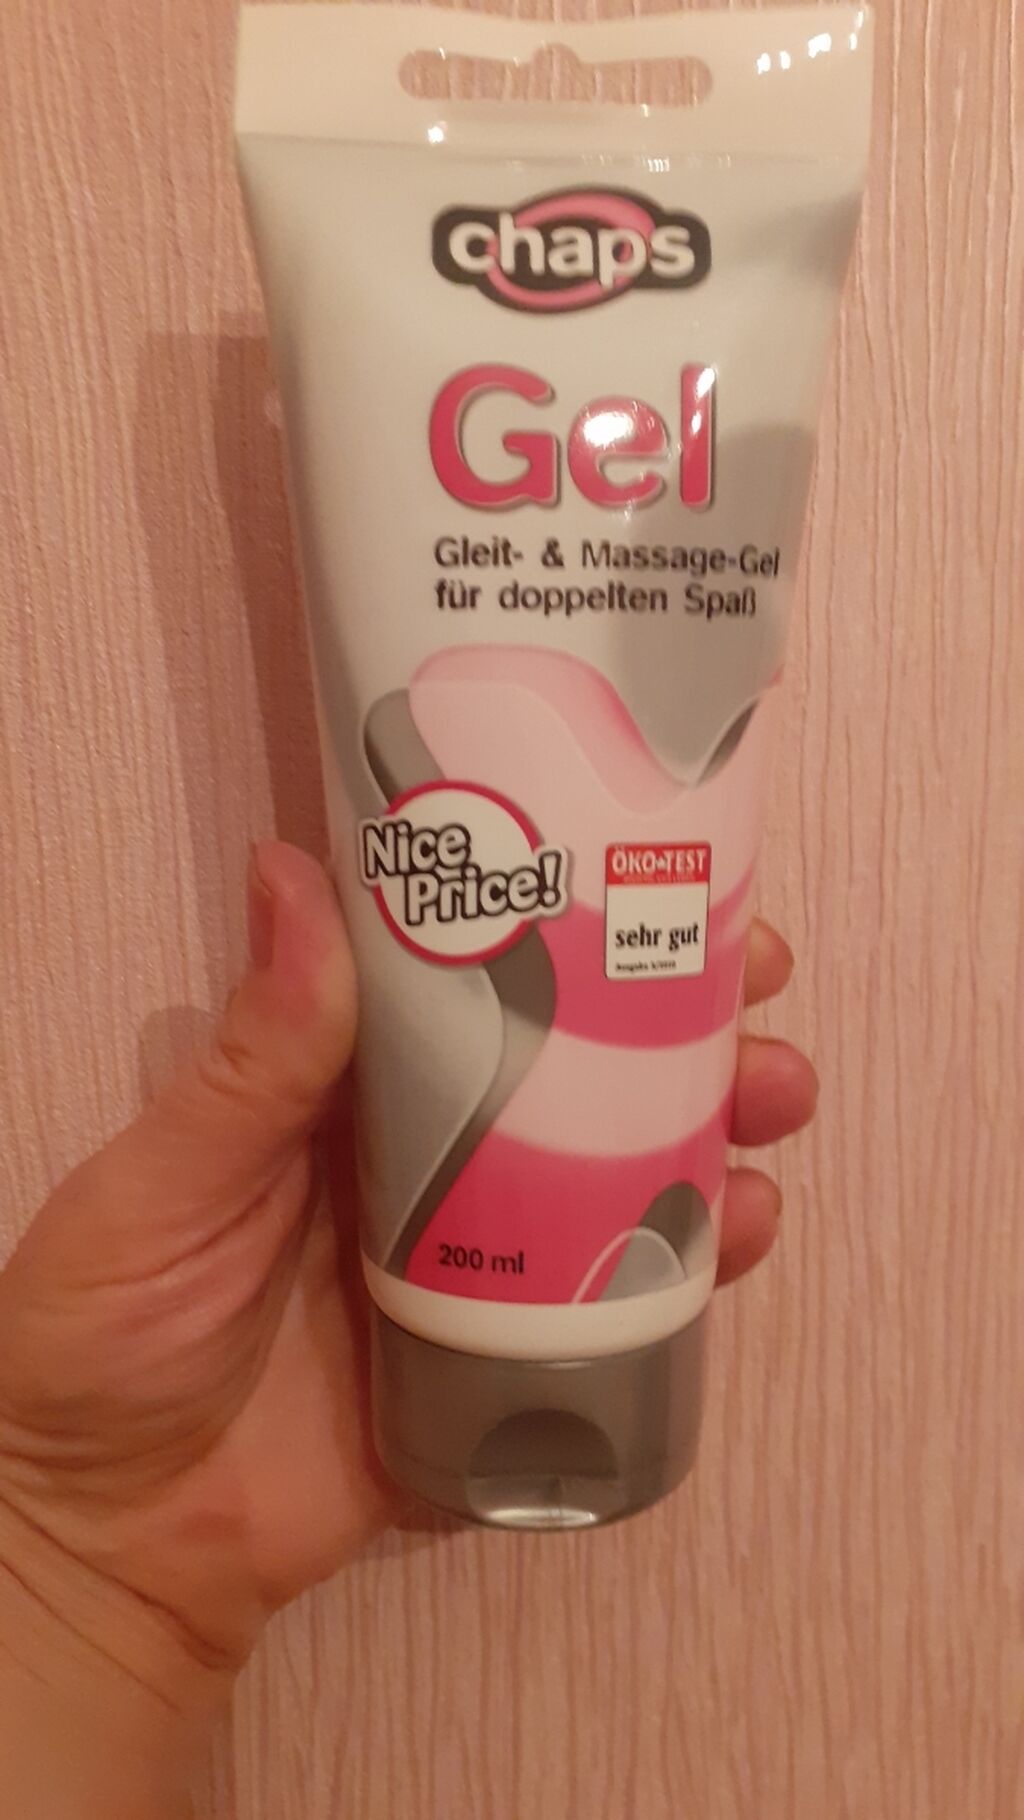 chaps
Gel
Gleit- & Massage-Gel
für doppelten Spaß
Nice
Price!
ÖKO-TEST
sehr gut
200 ml